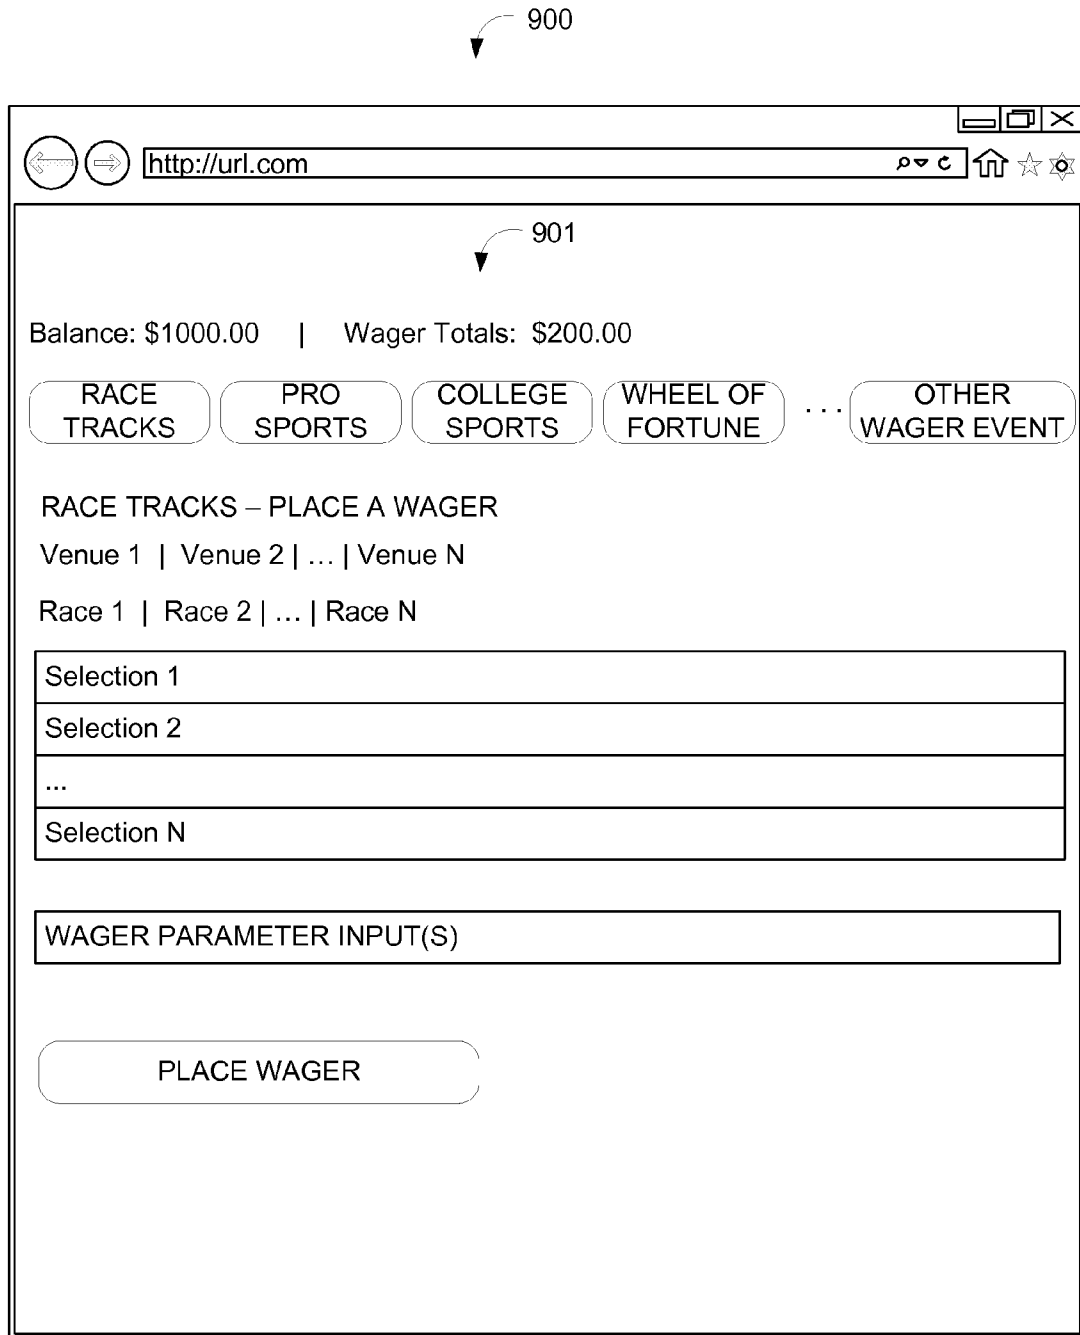 900
http://url.com
901
Balance: $1000.00 | Wager Totals: $200.00
RACE TRACKS
PRO SPORTS
COLLEGE SPORTS
WHEEL OF FORTUNE
...
OTHER WAGER EVENT
RACE TRACKS – PLACE A WAGER
Venue 1 | Venue 2 | ... | Venue N
Race 1 | Race 2 | ... | Race N
Selection 1
Selection 2
...
Selection N
WAGER PARAMETER INPUT(S)
PLACE WAGER